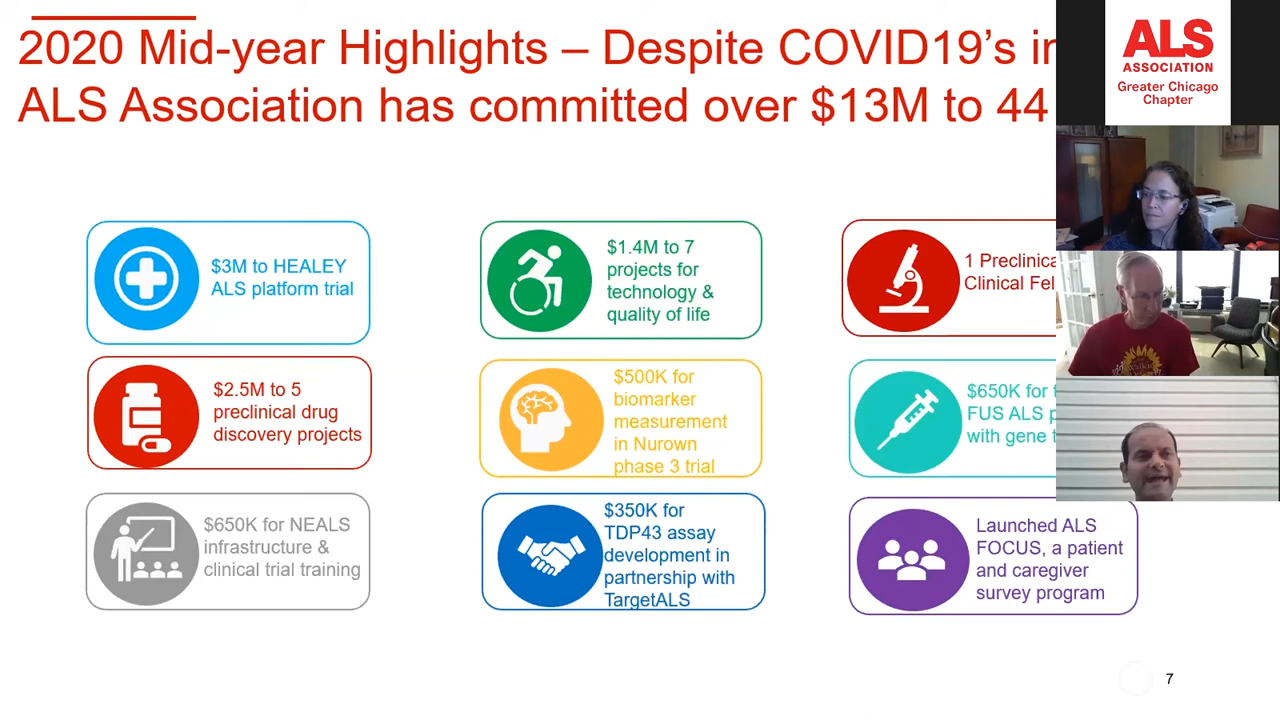 2020 Mid-year Highlights – Despite COVID19’s
ALS Association has committed over $13M to 44
ALS
ASSOCIATION
Greater Chicago
Chapter
$3M to HEALEY
ALS platform trial
$1.4M to 7
projects for
technology &
quality of life
1
Clinical
$2.5M to 5
preclinical drug
discovery projects
$500K for
biomarker
measurement
in Nurown
phase 3 trial
$650K for
FUS ALS
with gene
$650K for NEALS
infrastructure &
clinical trial training
$350K for
TDP43 assay
development in
partnership with
TargetALS
Launched ALS
FOCUS, a patient
and caregiver
survey program
7